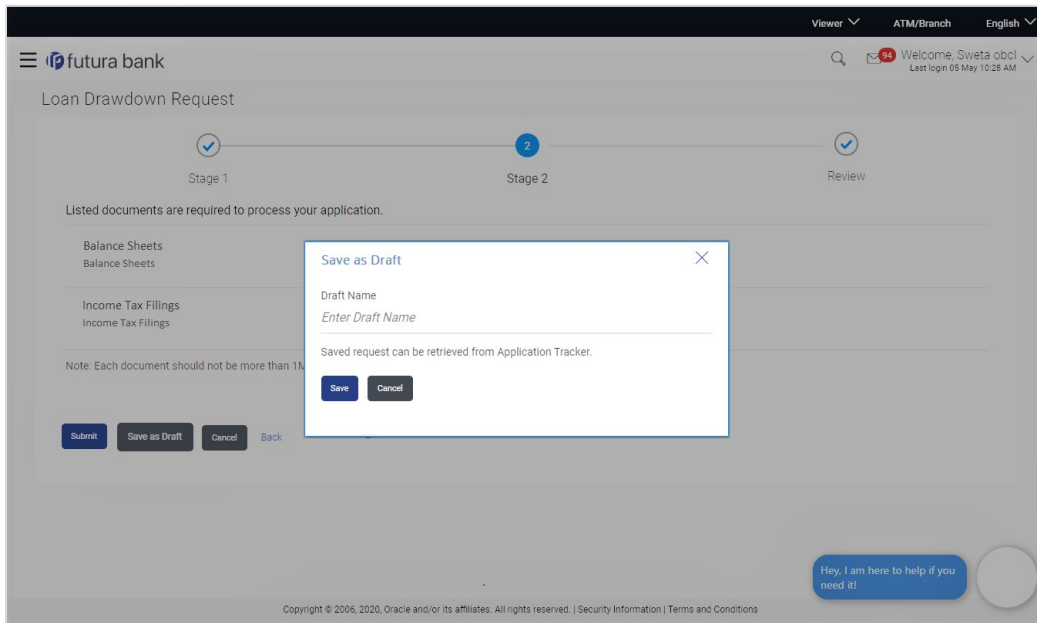 Viewer ATM/Branch English
futura bank
94 Welcome, Sweta obcl
Last login 05 May 10:28 AM
Loan Drawdown Request
2
Stage 1 Stage 2 Review
Listed documents are required to process your application.
Balance Sheets
Balance Sheets
Save as Draft
Draft Name
Enter Draft Name
Income Tax Filings
Income Tax Filings
Saved request can be retrieved from Application Tracker.
Note: Each document should not be more than
Save Cancel
Submit Save as Draft Cancel Back
Hey, I am here to help if you
need it!
Copyright © 2006, 2020, Oracle and/or its affiliates. All rights reserved. | Security Information | Terms and Conditions